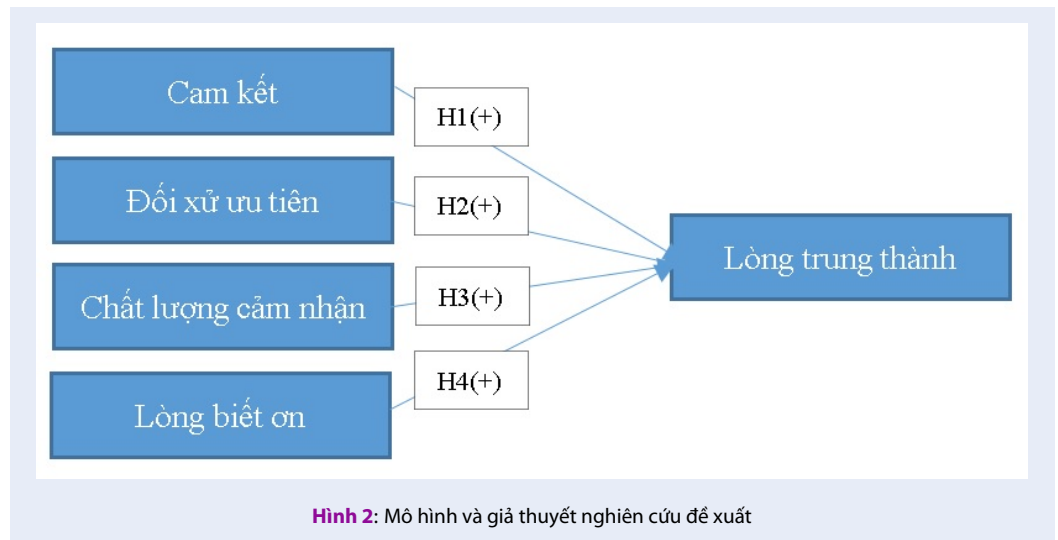 Cam kết
H1(+)
Đối xử ưu tiên
H2(+)
Lòng trung thành
Chất lượng cảm nhận
H3(+)
H4(+)
Lòng biết ơn
Hình 2: Mô hình và giả thuyết nghiên cứu đề xuất